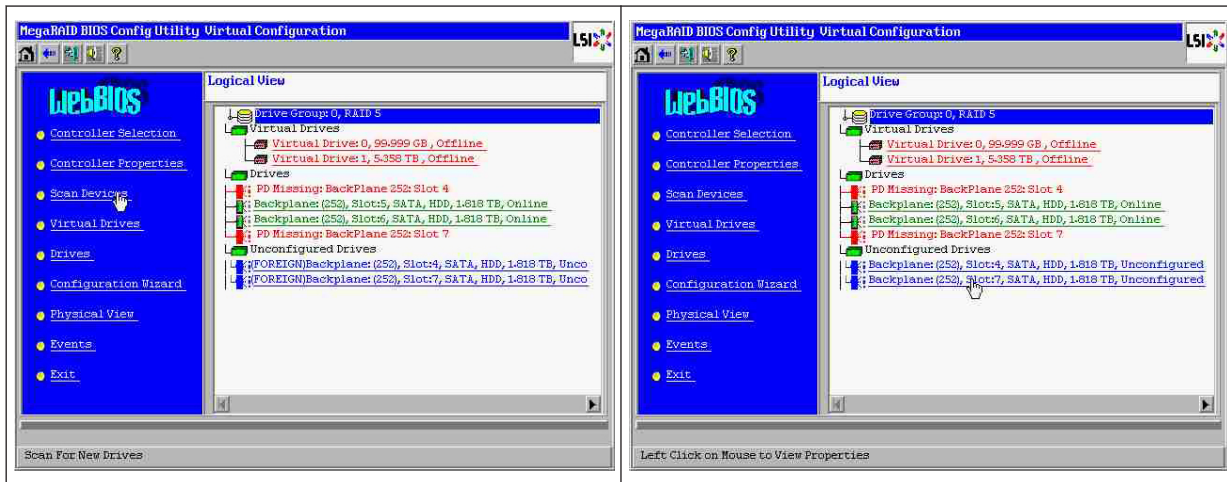 MegaRAID BIOS Config Utility Virtual Configuration
LSI
WebBIOS
Controller Selection
Controller Properties
Scan Devices
Virtual Drives
Drives
Configuration Wizard
Physical View
Events
Exit
Logical View
Drive Group: 0, RAID 5
Virtual Drives
Virtual Drive: 0, 99.999 GB, Offline
Virtual Drive: 1, 5.358 TB, Offline
Drives
PD Missing: BackPlane 252: Slot 4
Backplane: (252), Slot:5, SATA, HDD, 1.818 TB, Online
Backplane: (252), Slot:6, SATA, HDD, 1.818 TB, Online
PD Missing: BackPlane 252: Slot 7
Unconfigured Drives
(FOREIGN)Backplane: (252), Slot:4, SATA, HDD, 1.818 TB, Unco
(FOREIGN)Backplane: (252), Slot:7, SATA, HDD, 1.818 TB, Unco
Scan For New Drives
MegaRAID BIOS Config Utility Virtual Configuration
LSI
WebBIOS
Controller Selection
Controller Properties
Scan Devices
Virtual Drives
Drives
Configuration Wizard
Physical View
Events
Exit
Logical View
Drive Group: 0, RAID 5
Virtual Drives
Virtual Drive: 0, 99.999 GB, Offline
Virtual Drive: 1, 5.358 TB, Offline
Drives
PD Missing: BackPlane 252: Slot 4
Backplane: (252), Slot:5, SATA, HDD, 1.818 TB, Online
Backplane: (252), Slot:6, SATA, HDD, 1.818 TB, Online
PD Missing: BackPlane 252: Slot 7
Unconfigured Drives
Backplane: (252), Slot:4, SATA, HDD, 1.818 TB, Unconfigured
Backplane: (252), Slot:7, SATA, HDD, 1.818 TB, Unconfigured
Left Click on Mouse to View Properties